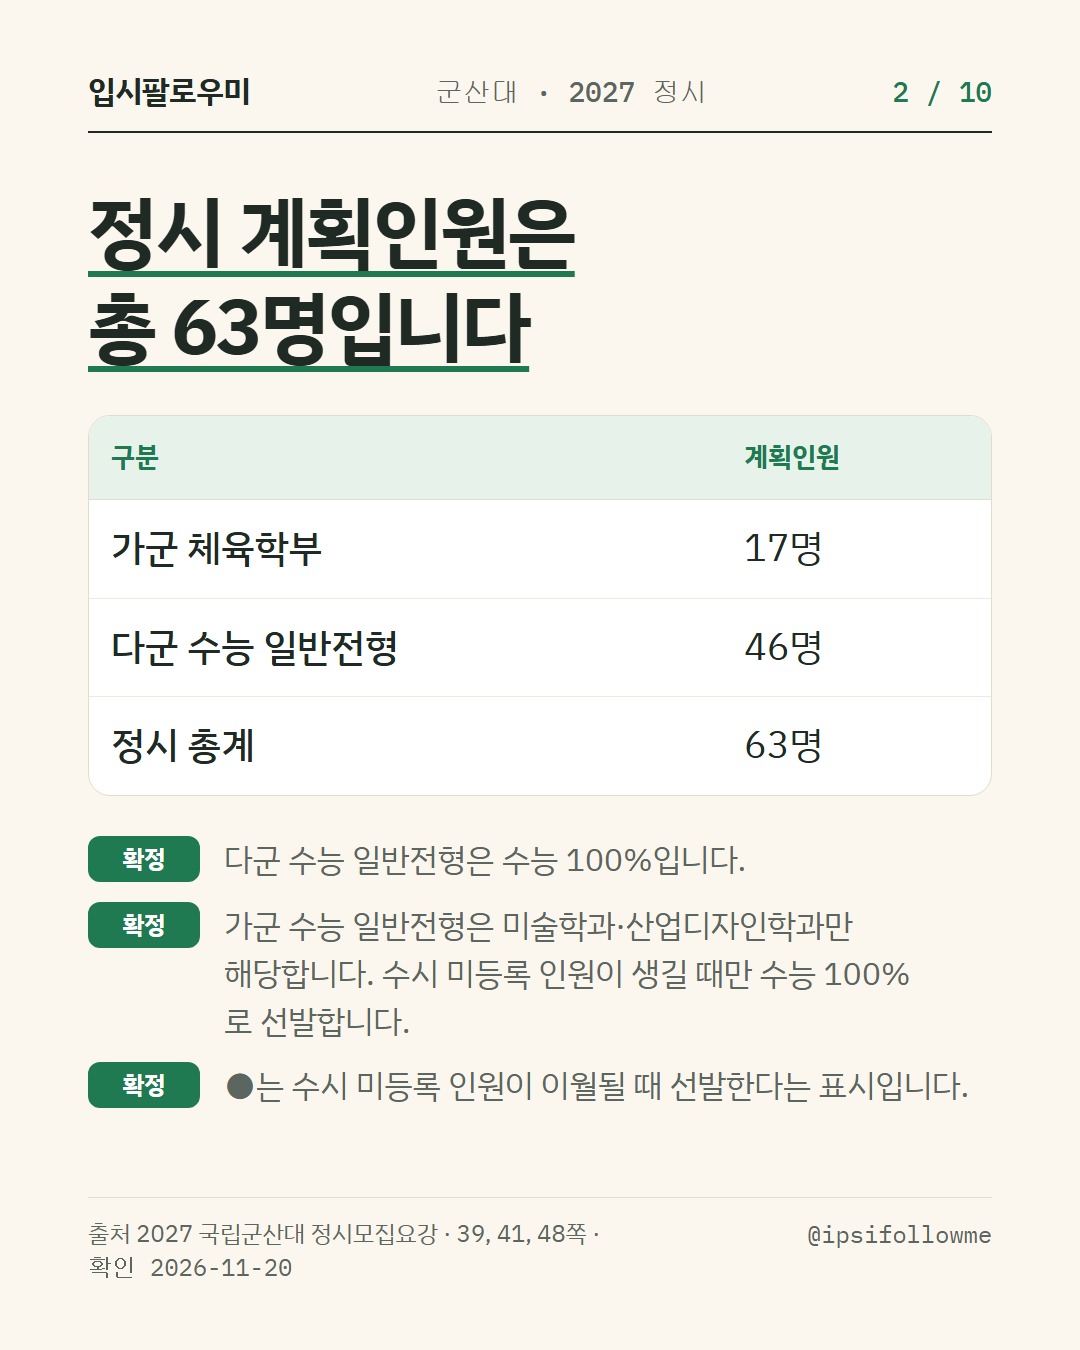 입시팔로우미
군산대 · 2027 정시
2 / 10
정시 계획인원은
총 63명입니다
구분 계획인원
가군 체육학부 17명
다군 수능 일반전형 46명
정시 총계 63명
확정 다군 수능 일반전형은 수능 100%입니다.
확정 가군 수능 일반전형은 미술학과·산업디자인학과만
해당합니다. 수시 미등록 인원이 생길 때만 수능 100%
로 선발합니다.
확정 ●는 수시 미등록 인원이 이월될 때 선발한다는 표시입니다.
출처 2027 국립군산대 정시모집요강 · 39, 41, 48쪽 ·
확인 2026-11-20
@ipsifollowme